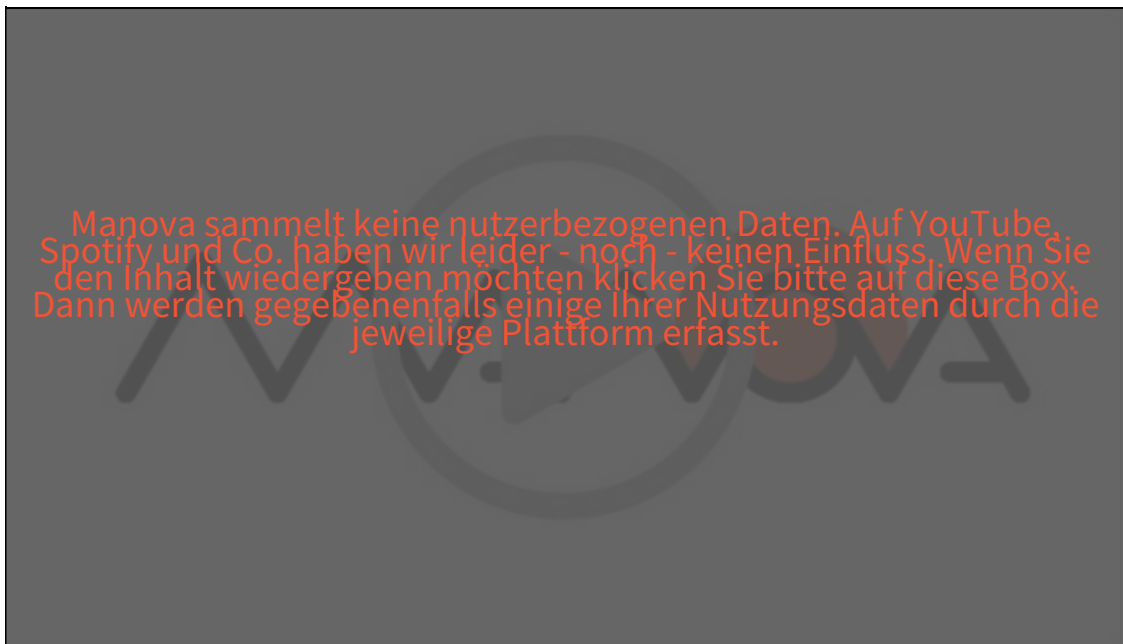 Manova sammelt keine nutzerbezogenen Daten. Auf YouTube,
Spotify und Co. haben wir leider - noch - keinen Einfluss. Wenn Sie
den Inhalt wiedergeben möchten klicken Sie bitte auf diese Box.
Dann werden gegebenenfalls einige Ihrer Nutzungsdaten durch die
jeweilige Plattform erfasst.
MANOVA